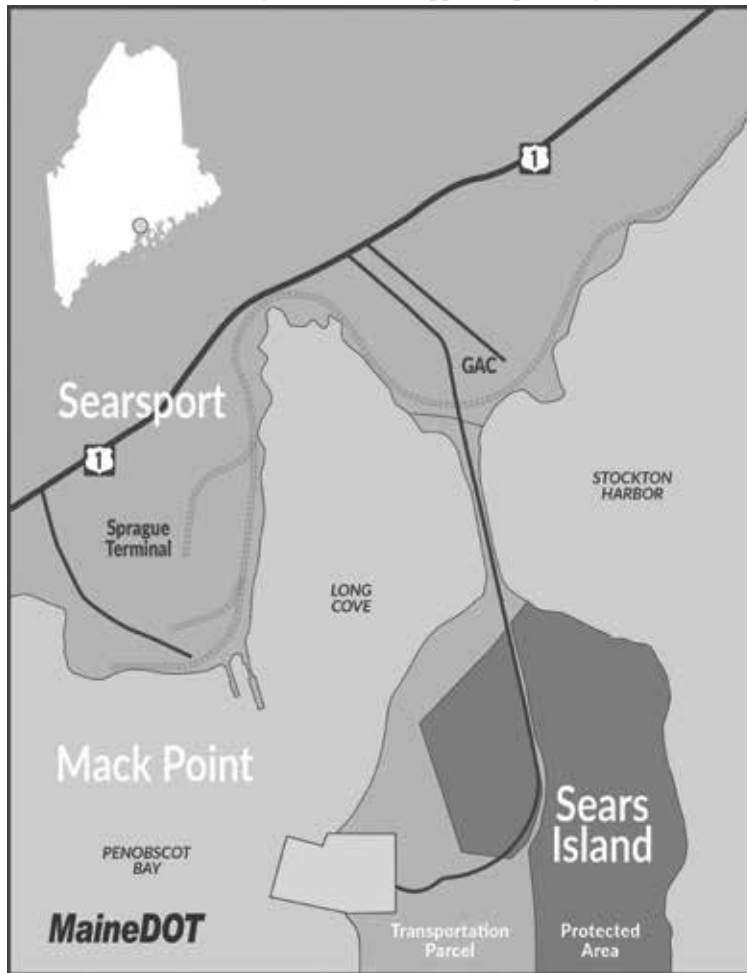 1
GAC
Searsport
1
STOCKTON
HARBOR
Sprague
Terminal
LONG
COVE
Mack Point
Sears
Island
PENOBSCOT
BAY
MaineDOT
Transportation
Parcel
Protected
Area